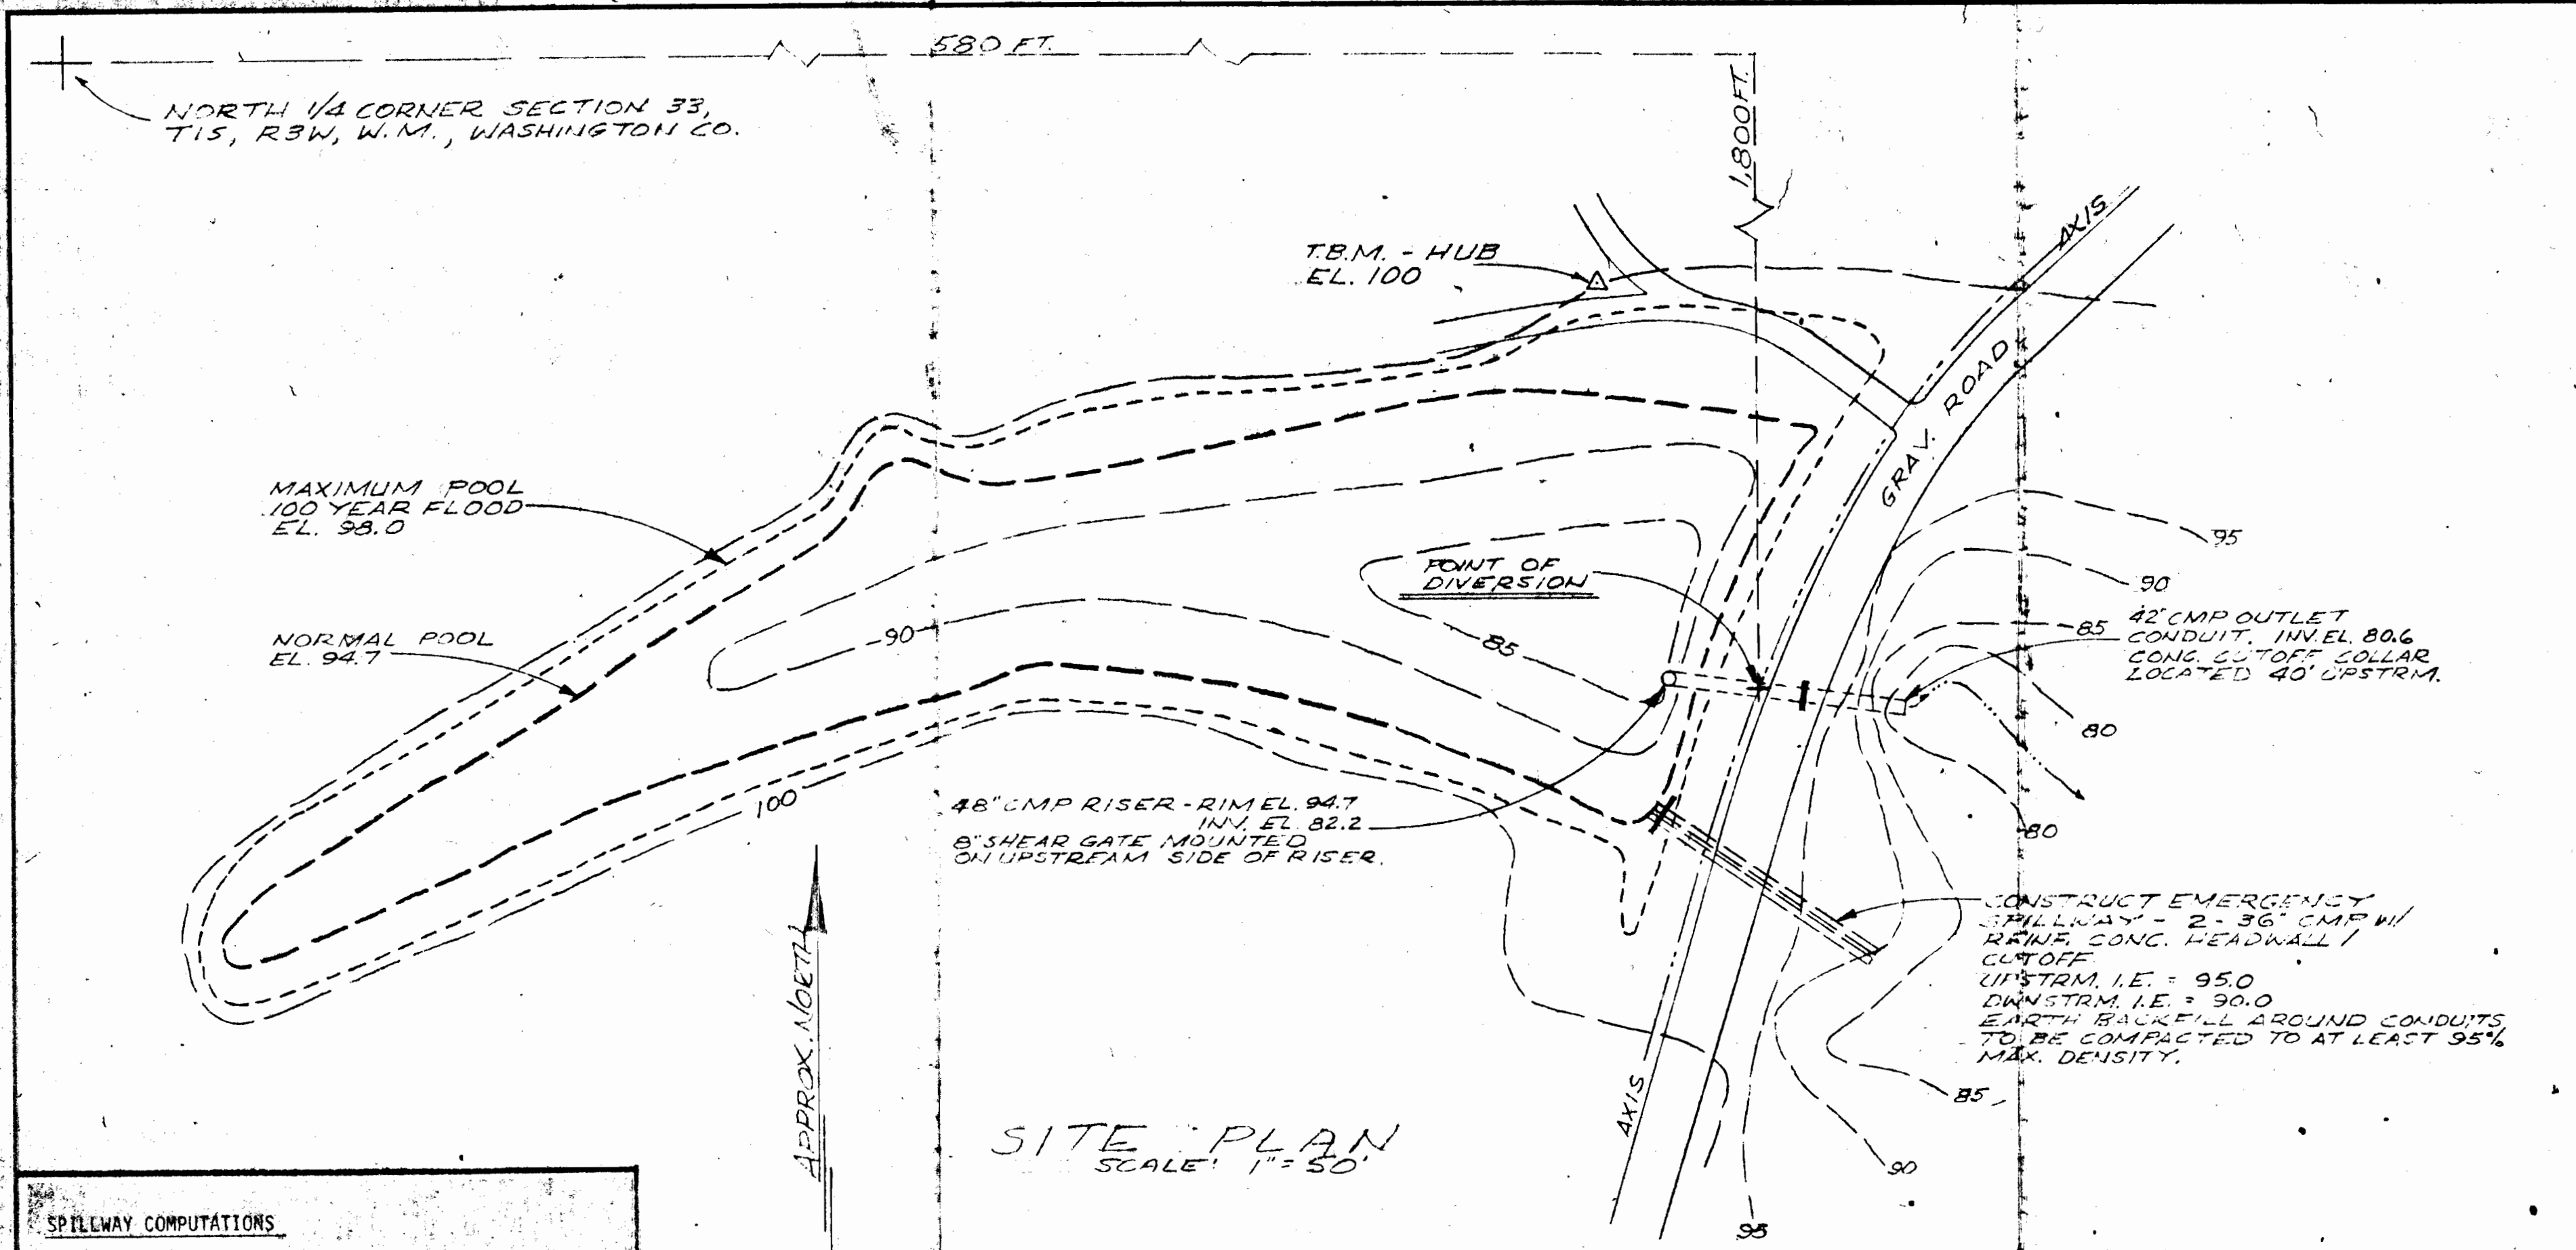 580 FT.
NORTH 1/4 CORNER SECTION 33,
T1S, R3W, W.M., WASHINGTON CO.
1,800 FT.
T.B.M. - HUB
EL. 100
AXIS
GRAV. ROAD
MAXIMUM POOL
100 YEAR FLOOD
EL. 98.0
NORMAL POOL
EL. 94.7
POINT OF
DIVERSION
90
85
100
95
90
85
80
80
42" CMP OUTLET
CONDUIT. INV. EL. 80.6
CONC. CUTOFF COLLAR
LOCATED 40' UPSTRM.
48" CMP RISER - RIM EL. 94.7
INV. EL. 82.2
8" SHEAR GATE MOUNTED
ON UPSTREAM SIDE OF RISER.
CONSTRUCT EMERGENCY
SPILLWAY - 2 - 36" CMP W/
REINF. CONC. HEADWALL /
CUTOFF
UPSTRM. I.E. = 95.0
DWNSTRM. I.E. = 90.0
EARTH BACKFILL AROUND CONDUITS
TO BE COMPACTED TO AT LEAST 95%
MAX. DENSITY.
85
90
95
AXIS
APPROX. NORTH
SITE PLAN
SCALE: 1" = 50'
SPILLWAY COMPUTATIONS